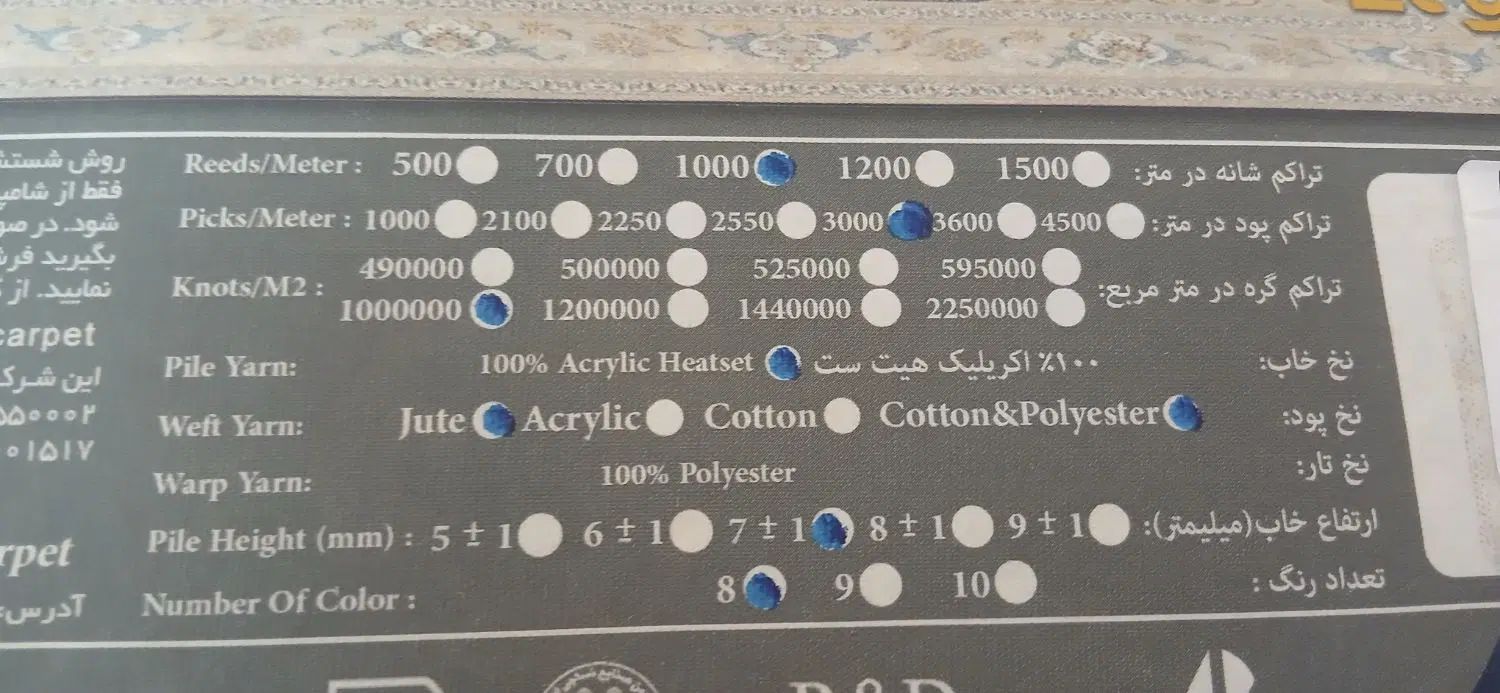 Reeds/Meter : 500 700 1000 1200 1500 تراکم شانه در متر:
Picks/Meter : 1000 2100 2250 2550 3000 3600 4500 تراکم پود در متر:
490000 500000 525000 595000
Knots/M2 : تراکم گره در متر مربع:
1000000 1200000 1440000 2250000
Pile Yarn: 100% Acrylic Heatset ۱۰۰٪ اکریلیک هیت ست نخ خاب:
Weft Yarn: Jute Acrylic Cotton Cotton&Polyester نخ پود:
Warp Yarn: 100% Polyester نخ تار:
Pile Height (mm) : 5 ± 1 6 ± 1 7 ± 1 8 ± 1 9 ± 1 ارتفاع خاب(میلیمتر):
Number Of Color : 8 9 10 تعداد رنگ :
روش
فقط از
شود. در
بگیرید
نمایید. از
carpet
این
۰۱۵۱۷
rpet
آدرس: